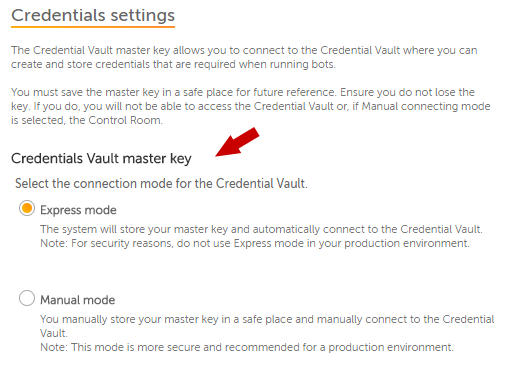 Credentials settings
The Credential Vault master key allows you to connect to the Credential Vault where you can
create and store credentials that are required when running bots.
You must save the master key in a safe place for future reference. Ensure you do not lose the
key. If you do, you will not be able to access the Credential Vault or, if Manual connecting mode
is selected, the Control Room.
Credentials Vault master key
Select the connection mode for the Credential Vault.
Express mode
The system will store your master key and automatically connect to the Credential Vault.
Note: For security reasons, do not use Express mode in your production environment.
Manual mode
You manually store your master key in a safe place and manually connect to the Credential
Vault.
Note: This mode is more secure and recommended for a production environment.